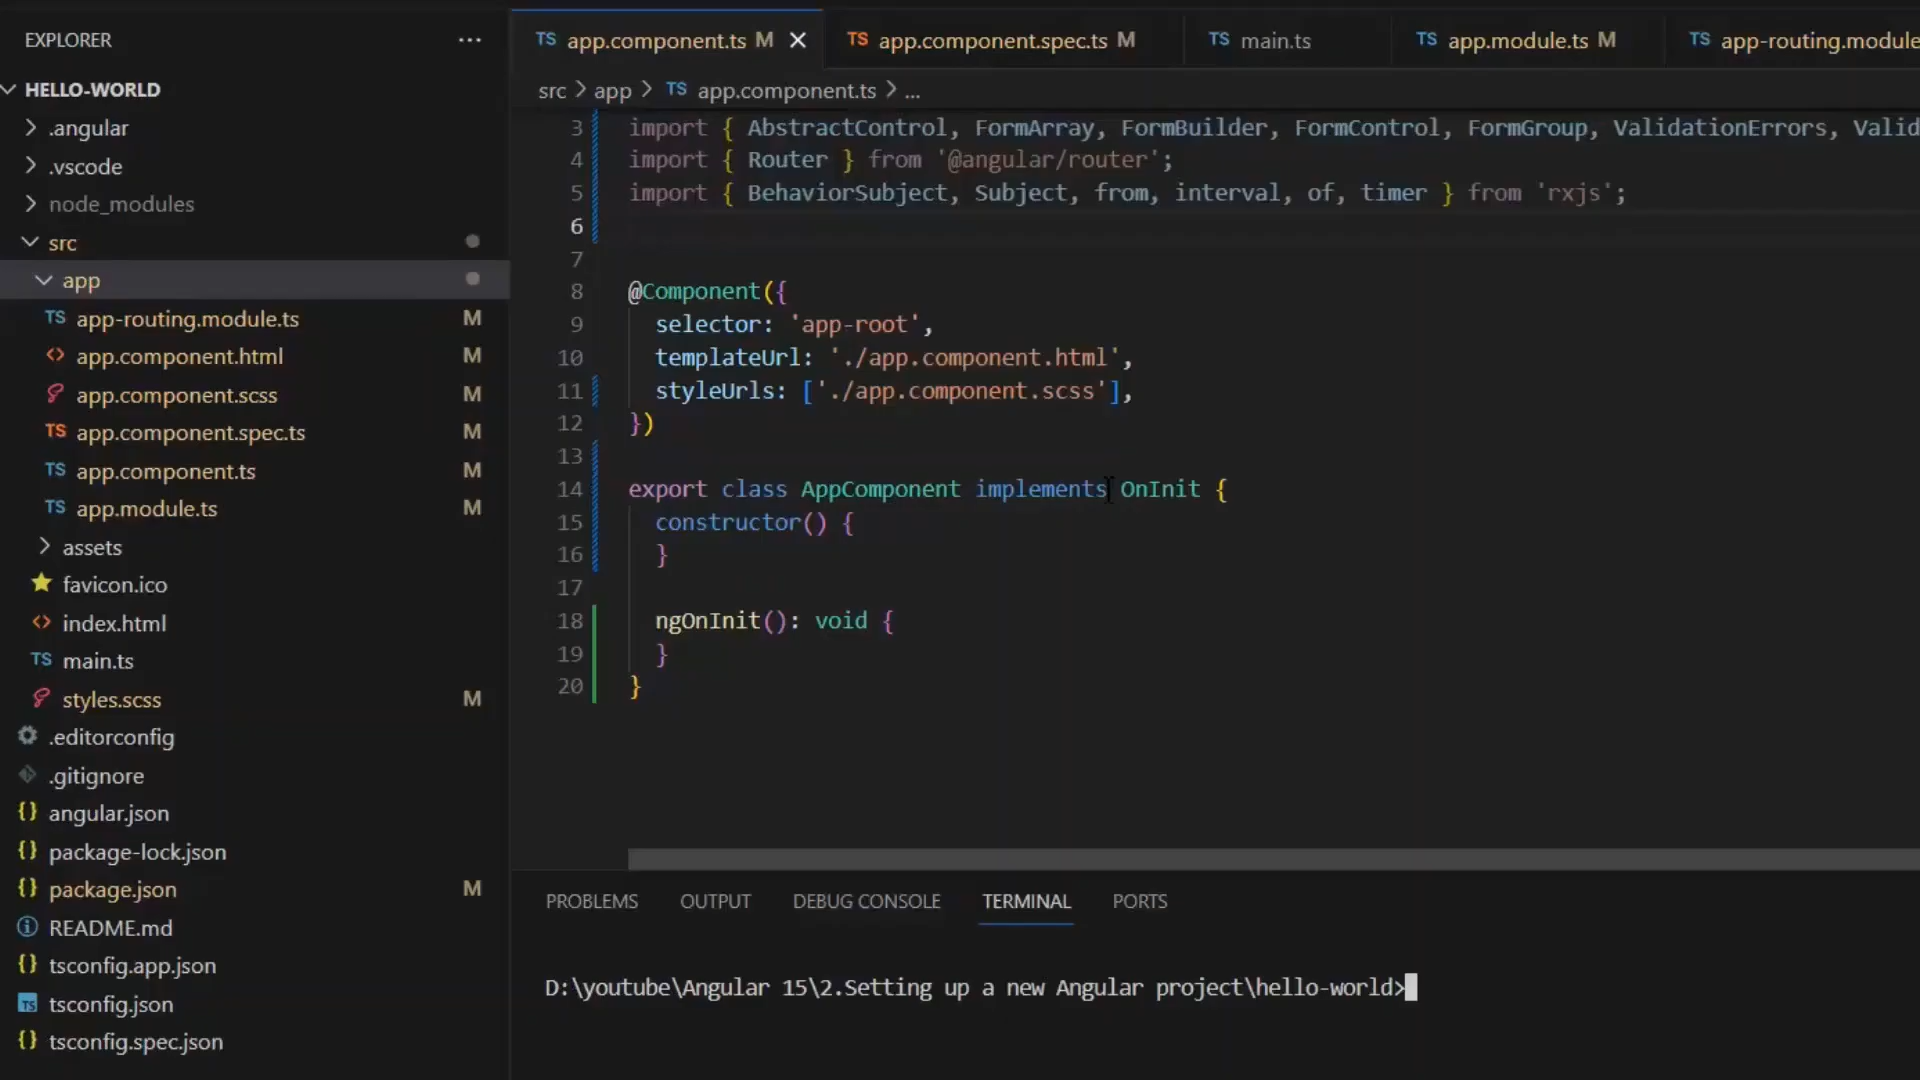 EXPLORER
HELLO-WORLD
.angular
.vscode
node_modules
src
app
TS app-routing.module.ts M
<> app.component.html M
app.component.scss M
TS app.component.spec.ts M
TS app.component.ts M
TS app.module.ts M
assets
favicon.ico
<> index.html
TS main.ts
styles.scss M
.editorconfig
.gitignore
{} angular.json
{} package-lock.json
{} package.json M
README.md
{} tsconfig.app.json
TS tsconfig.json
{} tsconfig.spec.json
TS app.component.ts M
TS app.component.spec.ts M
TS main.ts
TS app.module.ts M
TS app-routing.module
src > app > TS app.component.ts > ...
3 import { AbstractControl, FormArray, FormBuilder, FormControl, FormGroup, ValidationErrors, Valid
4 import { Router } from '@angular/router';
5 import { BehaviorSubject, Subject, from, interval, of, timer } from 'rxjs';
6
7
8 @Component({
9 selector: 'app-root',
10 templateUrl: './app.component.html',
11 styleUrls: ['./app.component.scss'],
12 })
13
14 export class AppComponent implements OnInit {
15 constructor() {
16 }
17
18 ngOnInit(): void {
19 }
20 }
PROBLEMS OUTPUT DEBUG CONSOLE TERMINAL PORTS
D:\youtube\Angular 15\2.Setting up a new Angular project\hello-world>